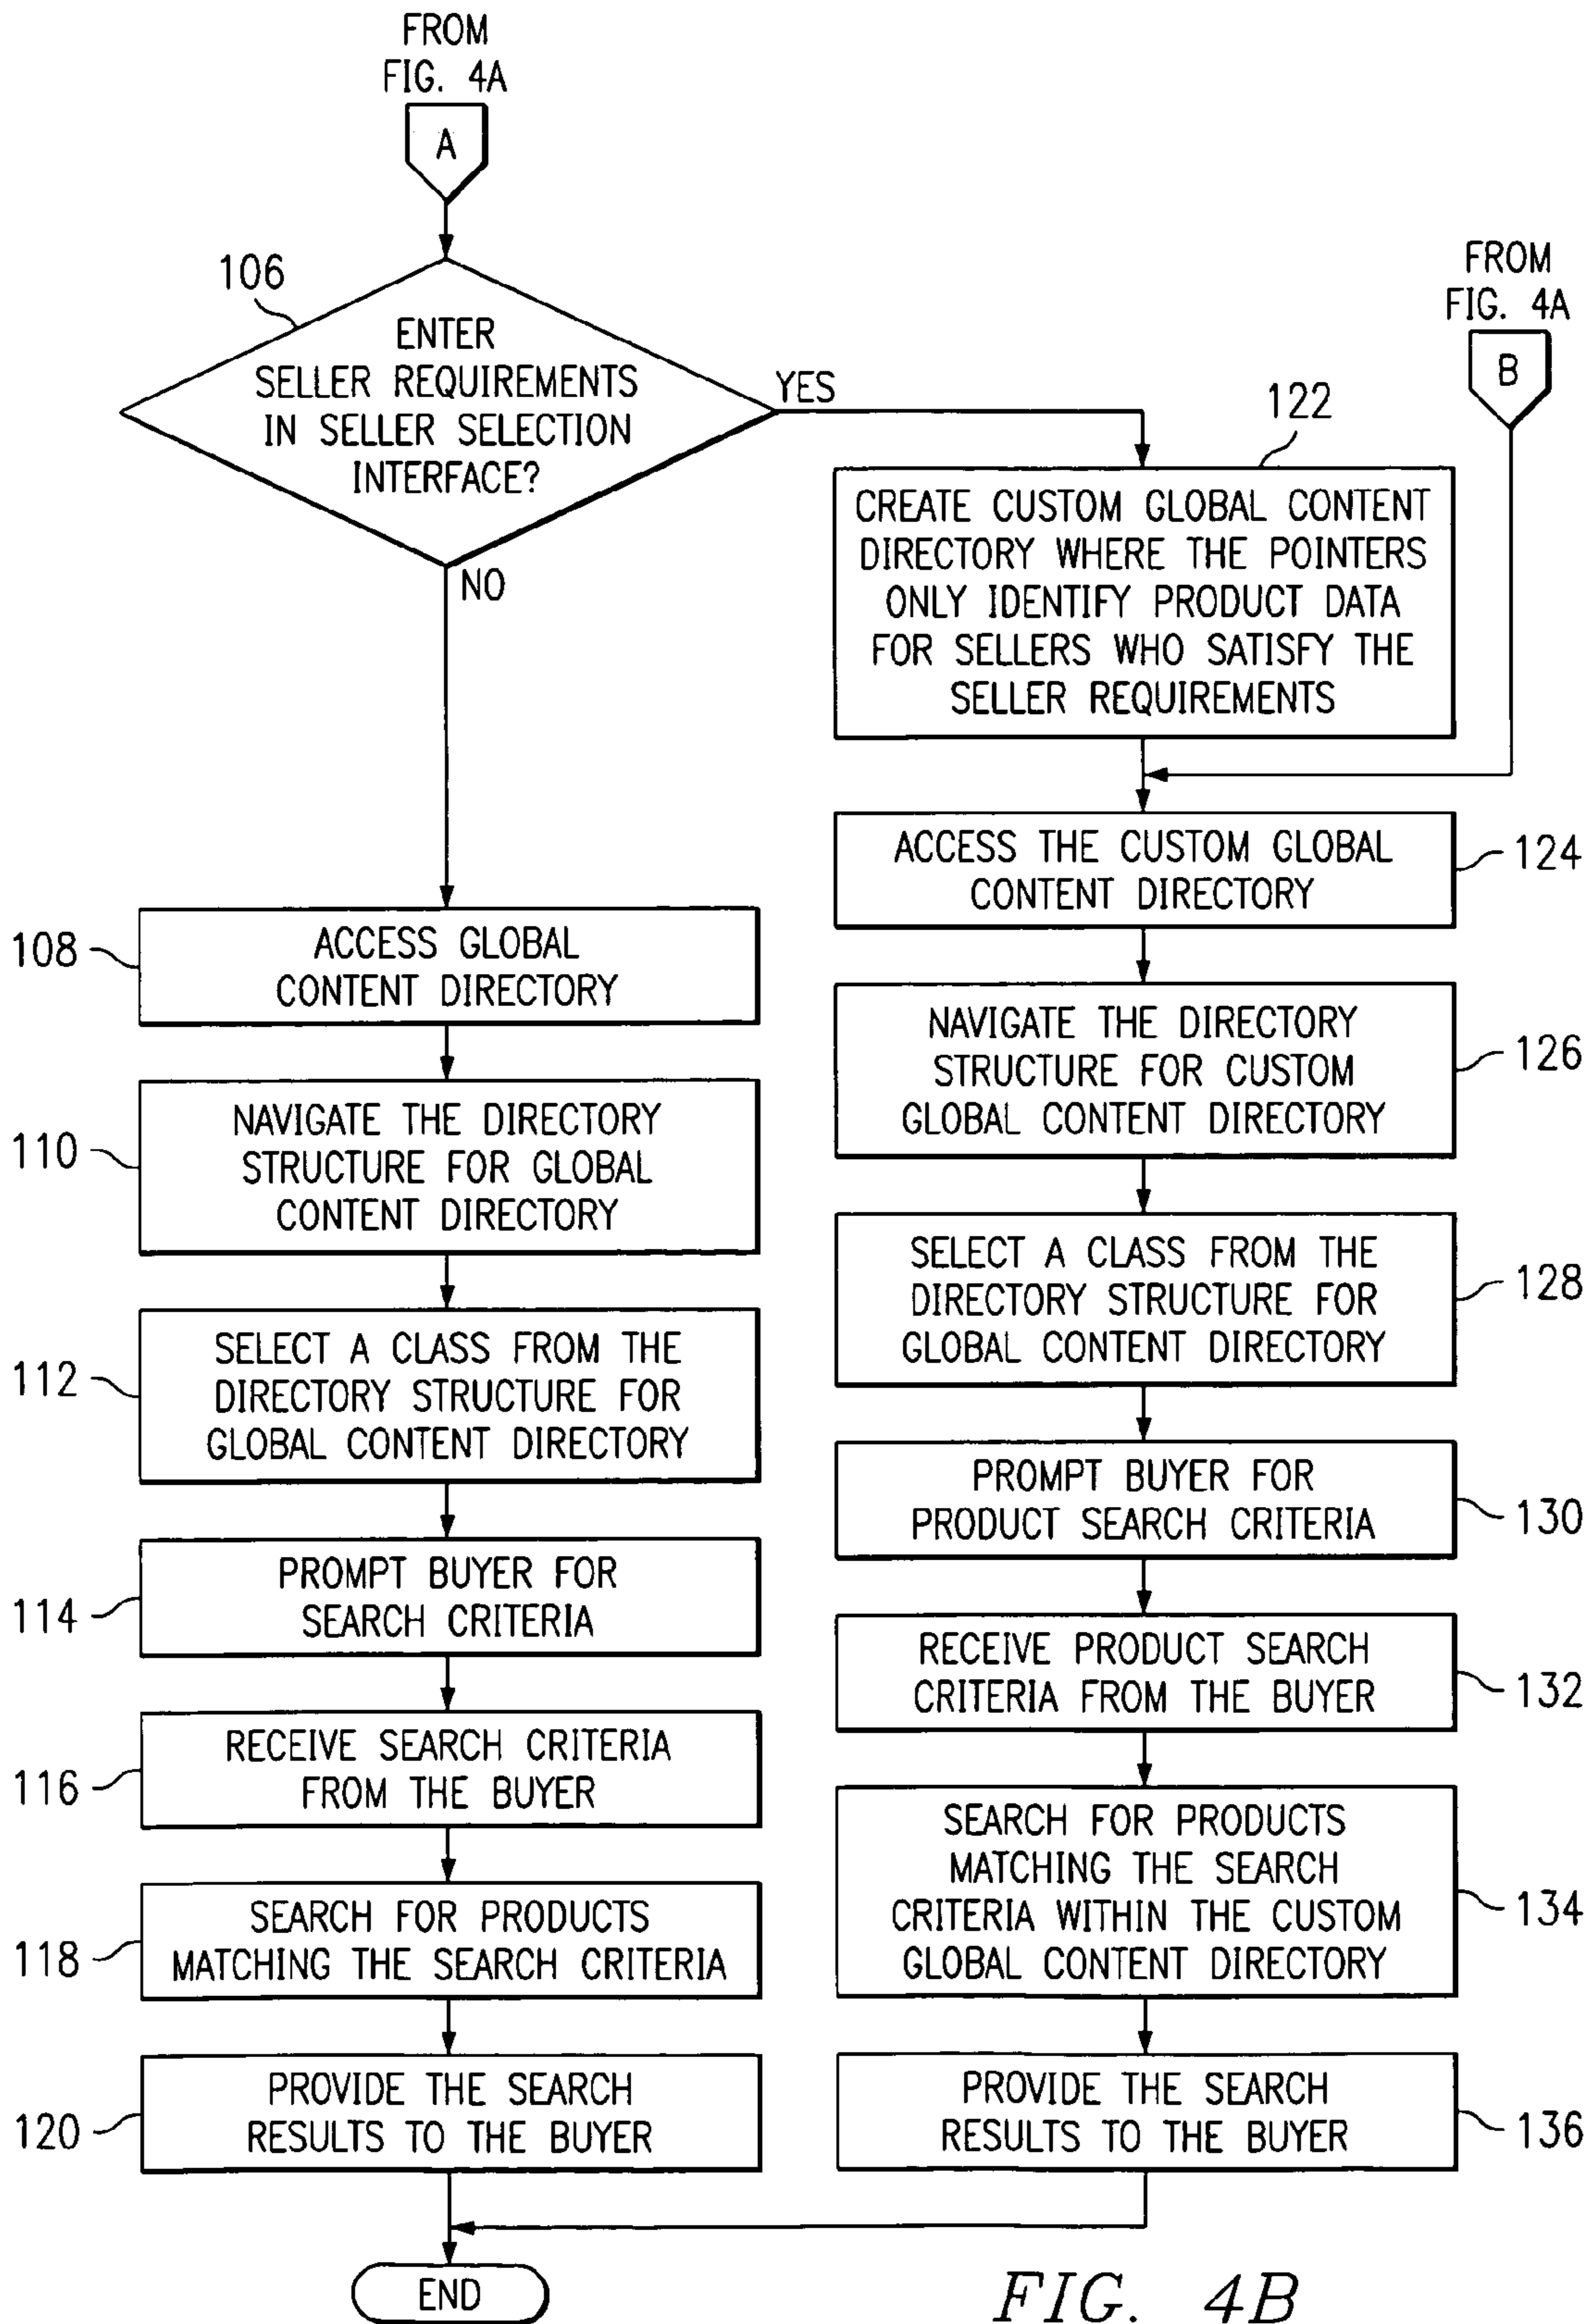 FROM
FIG. 4A
A
106
ENTER
SELLER REQUIREMENTS
IN SELLER SELECTION
INTERFACE?
YES
NO
FROM
FIG. 4A
B
122
CREATE CUSTOM GLOBAL CONTENT
DIRECTORY WHERE THE POINTERS
ONLY IDENTIFY PRODUCT DATA
FOR SELLERS WHO SATISFY THE
SELLER REQUIREMENTS
108
ACCESS GLOBAL
CONTENT DIRECTORY
110
NAVIGATE THE DIRECTORY
STRUCTURE FOR GLOBAL
CONTENT DIRECTORY
112
SELECT A CLASS FROM THE
DIRECTORY STRUCTURE FOR
GLOBAL CONTENT DIRECTORY
114
PROMPT BUYER FOR
SEARCH CRITERIA
116
RECEIVE SEARCH CRITERIA
FROM THE BUYER
118
SEARCH FOR PRODUCTS
MATCHING THE SEARCH CRITERIA
120
PROVIDE THE SEARCH
RESULTS TO THE BUYER
ACCESS THE CUSTOM GLOBAL
CONTENT DIRECTORY
124
NAVIGATE THE DIRECTORY
STRUCTURE FOR CUSTOM
GLOBAL CONTENT DIRECTORY
126
SELECT A CLASS FROM THE
DIRECTORY STRUCTURE FOR
GLOBAL CONTENT DIRECTORY
128
PROMPT BUYER FOR
PRODUCT SEARCH CRITERIA
130
RECEIVE PRODUCT SEARCH
CRITERIA FROM THE BUYER
132
SEARCH FOR PRODUCTS
MATCHING THE SEARCH
CRITERIA WITHIN THE CUSTOM
GLOBAL CONTENT DIRECTORY
134
PROVIDE THE SEARCH
RESULTS TO THE BUYER
136
END
FIG. 4B